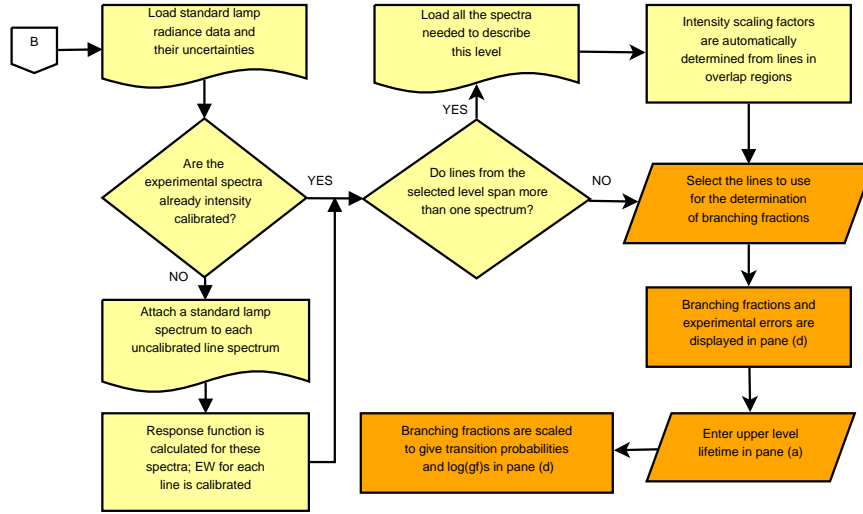 B
Load standard lamp
radiance data and
their uncertainties
Are the
experimental spectra
already intensity
calibrated?
YES
NO
Attach a standard lamp
spectrum to each
uncalibrated line spectrum
Response function is
calculated for these
spectra; EW for each
line is calibrated
Load all the spectra
needed to describe
this level
YES
Do lines from the
selected level span more
than one spectrum?
NO
Intensity scaling factors
are automatically
determined from lines in
overlap regions
Select the lines to use
for the determination
of branching fractions
Branching fractions and
experimental errors are
displayed in pane (d)
Enter upper level
lifetime in pane (a)
Branching fractions are scaled
to give transition probabilities
and log(gf)s in pane (d)